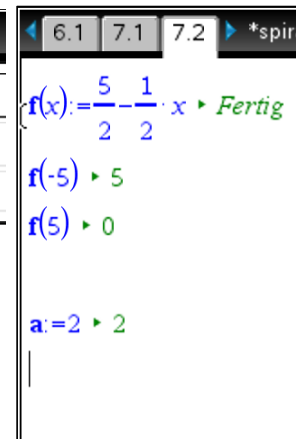 6.1 7.1 7.2 *spir
f(x):=5/2-1/2·x ▸ Fertig
f(-5) ▸ 5
f(5) ▸ 0
a:=2 ▸ 2